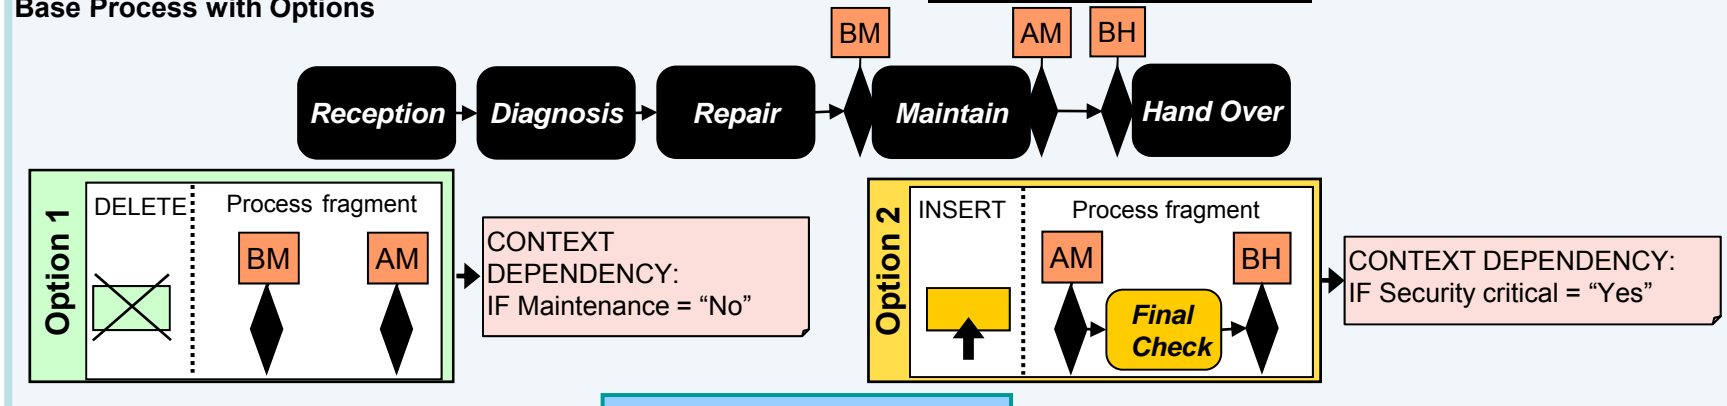 Base Process with Options
BM
AM
BH
Reception
Diagnosis
Repair
Maintain
Hand Over
Option 1
DELETE
Process fragment
BM
AM
CONTEXT
DEPENDENCY:
IF Maintenance = “No”
Option 2
INSERT
Process fragment
AM
BH
Final
Check
CONTEXT DEPENDENCY:
IF Security critical = “Yes”